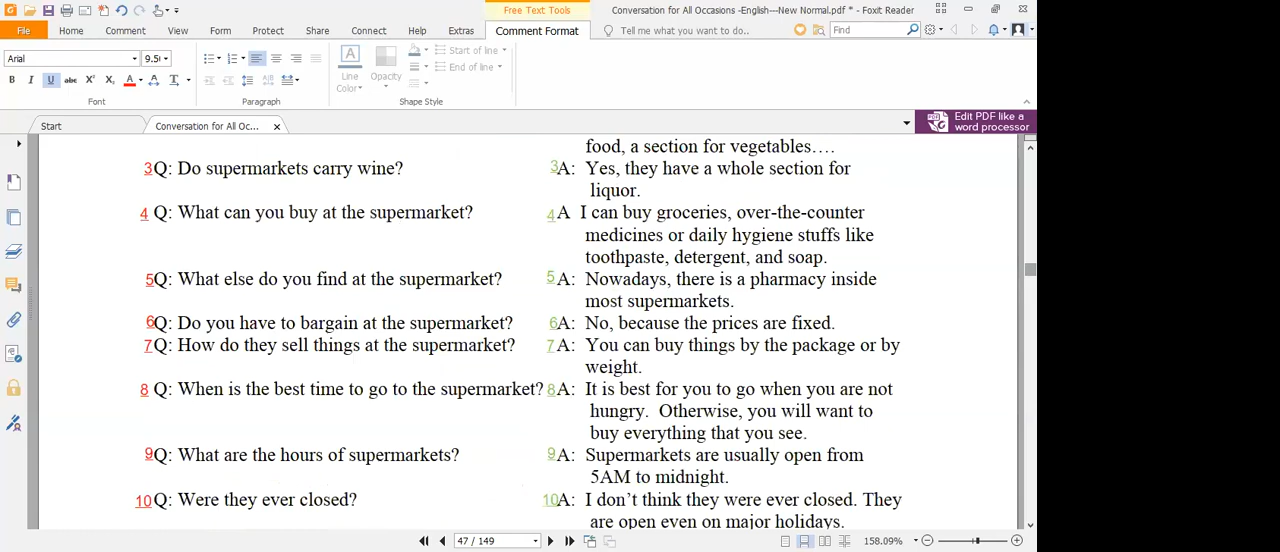 Free Text Tools
Conversation for All Occasions -English---New Normal.pdf * - Foxit Reader
File Home Comment View Form Protect Share Connect Help Extras Comment Format Tell me what you want to do.. Find
Arial 9.5
Line Color
Opacity
Start of line
End of line
Font Paragraph Shape Style
Start Conversation for All Occ...
Edit PDF like a
word processor
food, a section for vegetables….
3Q: Do supermarkets carry wine? 3A: Yes, they have a whole section for
liquor.
4 Q: What can you buy at the supermarket? 4A I can buy groceries, over-the-counter
medicines or daily hygiene stuffs like
toothpaste, detergent, and soap.
5Q: What else do you find at the supermarket? 5A: Nowadays, there is a pharmacy inside
most supermarkets.
6Q: Do you have to bargain at the supermarket? 6A: No, because the prices are fixed.
7Q: How do they sell things at the supermarket? 7A: You can buy things by the package or by
weight.
8 Q: When is the best time to go to the supermarket? 8A: It is best for you to go when you are not
hungry. Otherwise, you will want to
buy everything that you see.
9Q: What are the hours of supermarkets? 9A: Supermarkets are usually open from
5AM to midnight.
10Q: Were they ever closed? 10A: I don't think they were ever closed. They
are open even on major holidays.
47 / 149 158.09%